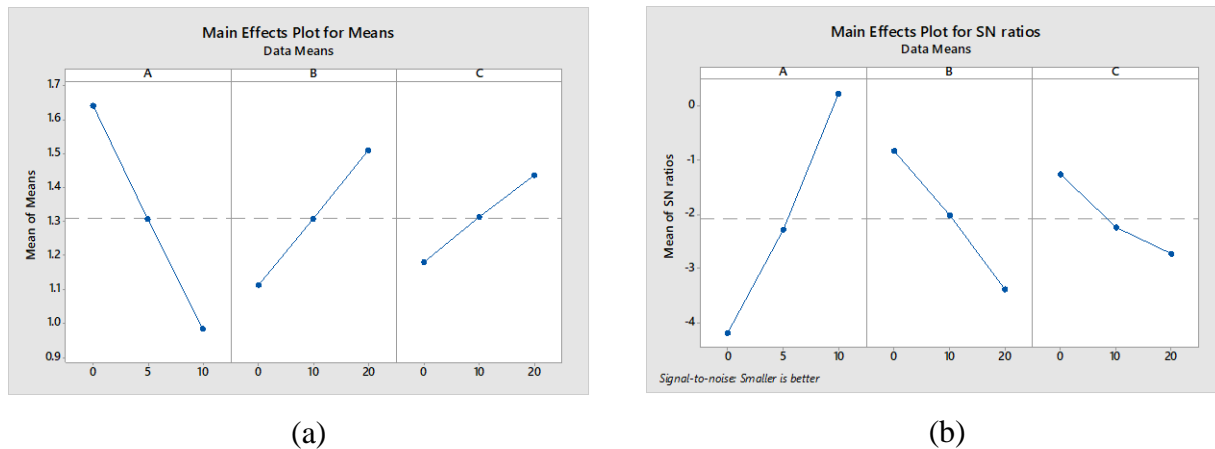 Main Effects Plot for Means
Data Means
A B C
Mean of Means
1.7
1.6
1.5
1.4
1.3
1.2
1.1
1.0
0.9
0 5 10 0 10 20 0 10 20
(a)
Main Effects Plot for SN ratios
Data Means
A B C
Mean of SN ratios
0
-1
-2
-3
-4
0 5 10 0 10 20 0 10 20
Signal-to-noise: Smaller is better
(b)